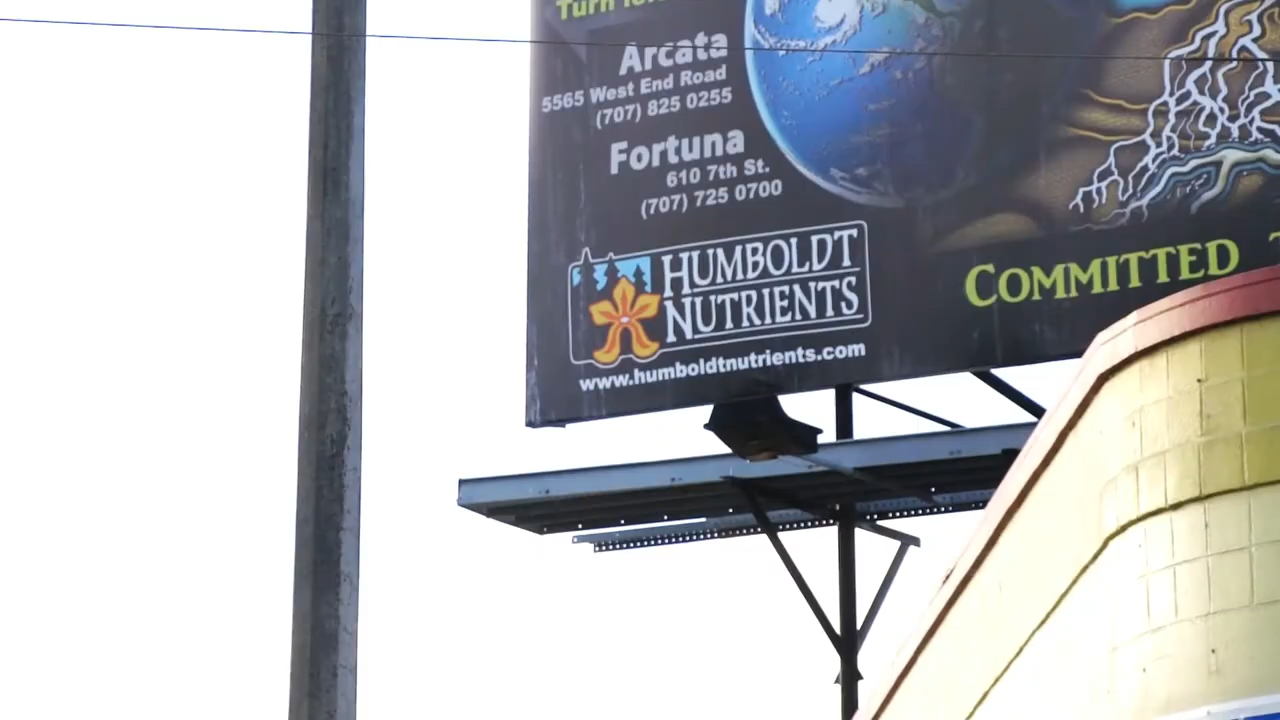 Turn
Arcata
5565 West End Road
(707) 825 0255
Fortuna
610 7th St.
(707) 725 0700
HUMBOLDT
NUTRIENTS
www.humboldtnutrients.com
COMMITTED